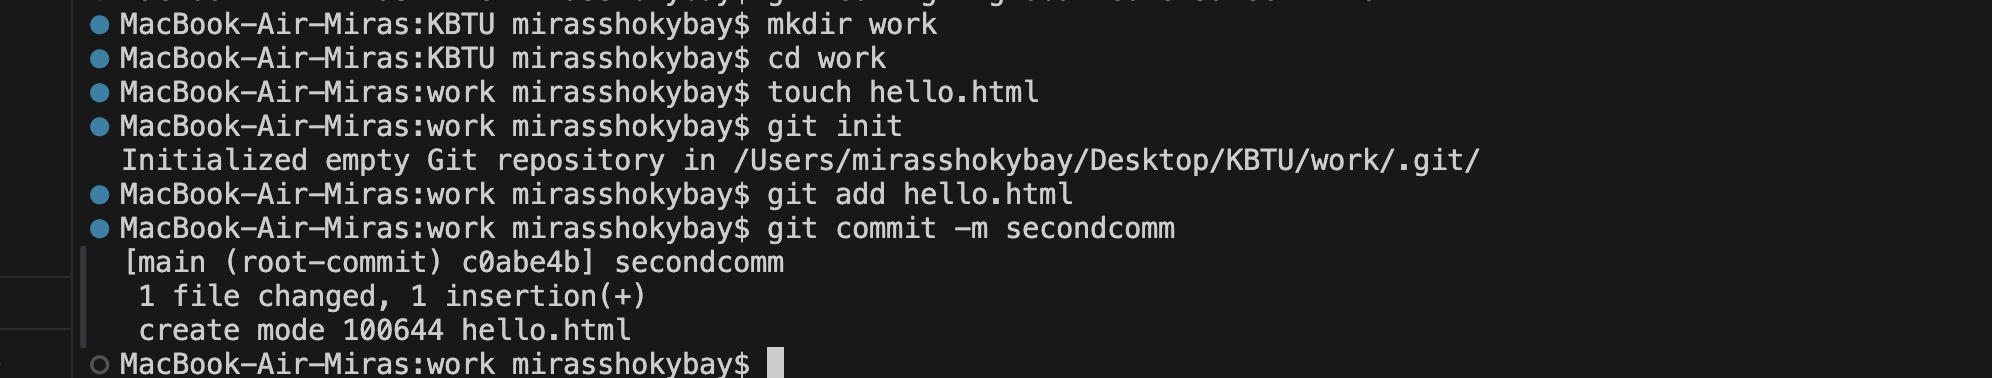 MacBook-Air-Miras:KBTU mirasshokybay$ mkdir work
MacBook-Air-Miras:KBTU mirasshokybay$ cd work
MacBook-Air-Miras:work mirasshokybay$ touch hello.html
MacBook-Air-Miras:work mirasshokybay$ git init
Initialized empty Git repository in /Users/mirasshokybay/Desktop/KBTU/work/.git/
MacBook-Air-Miras:work mirasshokybay$ git add hello.html
MacBook-Air-Miras:work mirasshokybay$ git commit -m secondcomm
[main (root-commit) c0abe4b] secondcomm
1 file changed, 1 insertion(+)
create mode 100644 hello.html
MacBook-Air-Miras:work mirasshokybay$